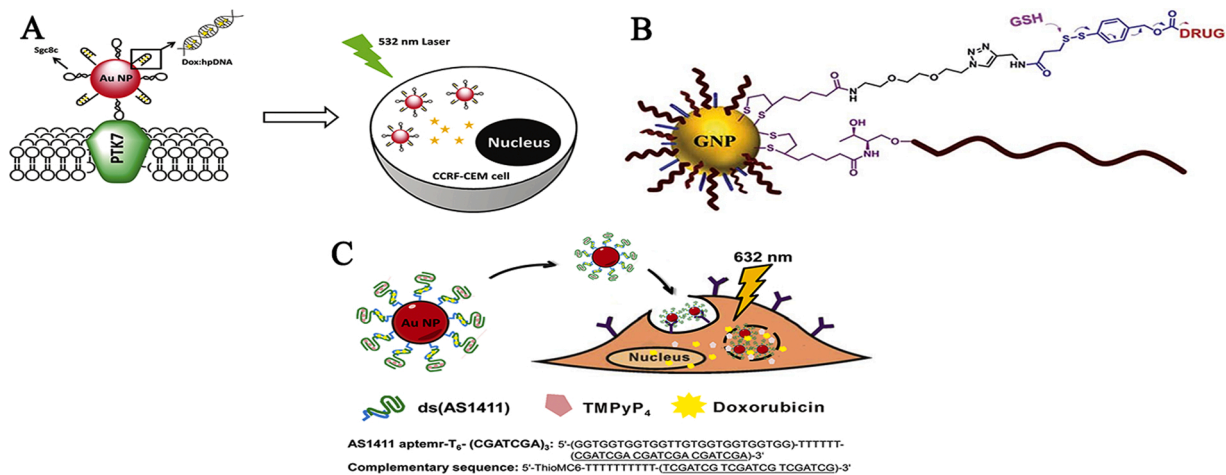 A
Sgc8c
Dox:hpDNA
Au NP
PTK7
532 nm Laser
Nucleus
CCRF-CEM cell
B
GSH
DRUG
O
O
O
N=N
N
N
H
O
S-S
O
O
O
N
H
O
O
S
S
GNP
S
S
OH
O
NH
O
C
632 nm
Au NP
Nucleus
ds(AS1411)
TMPyP4
Doxorubicin
AS1411 aptemr-T6- (CGATCGA)3: 5'-(GGTGGTGGTGGTTGTGGTGGTGGTGG)-TTTTTT-
(CGATCGA CGATCGA CGATCGA)-3'
Complementary sequence: 5'-ThioMC6-TTTTTTTTTT-(TCGATCG TCGATCG TCGATCG)-3'